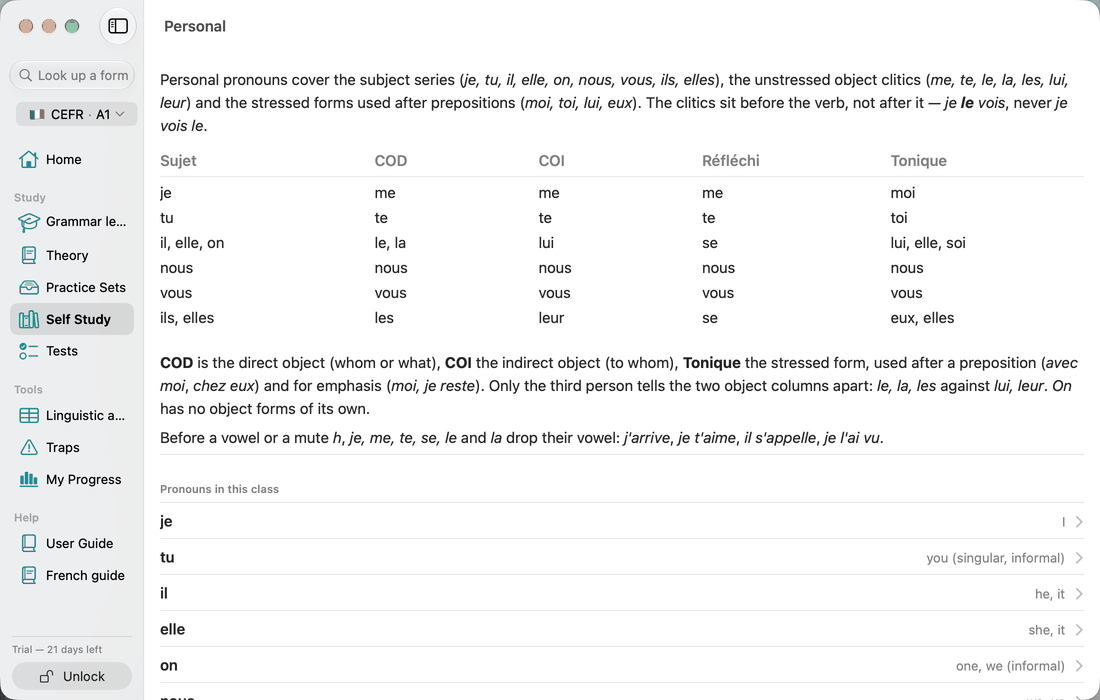 Personal
Look up a form
CEFR · A1
Home
Study
Grammar le...
Theory
Practice Sets
Self Study
Tests
Tools
Linguistic a...
Traps
My Progress
Help
User Guide
French guide
Trial — 21 days left
Unlock
Personal pronouns cover the subject series (je, tu, il, elle, on, nous, vous, ils, elles), the unstressed object clitics (me, te, le, la, les, lui,
leur) and the stressed forms used after prepositions (moi, toi, lui, eux). The clitics sit before the verb, not after it — je le vois, never je
vois le.
Sujet COD COI Réfléchi Tonique
je me me me moi
tu te te te toi
il, elle, on le, la lui se lui, elle, soi
nous nous nous nous nous
vous vous vous vous vous
ils, elles les leur se eux, elles
COD is the direct object (whom or what), COI the indirect object (to whom), Tonique the stressed form, used after a preposition (avec
moi, chez eux) and for emphasis (moi, je reste). Only the third person tells the two object columns apart: le, la, les against lui, leur. On
has no object forms of its own.
Before a vowel or a mute h, je, me, te, se, le and la drop their vowel: j'arrive, je t'aime, il s'appelle, je l'ai vu.
Pronouns in this class
je I
tu you (singular, informal)
il he, it
elle she, it
on one, we (informal)